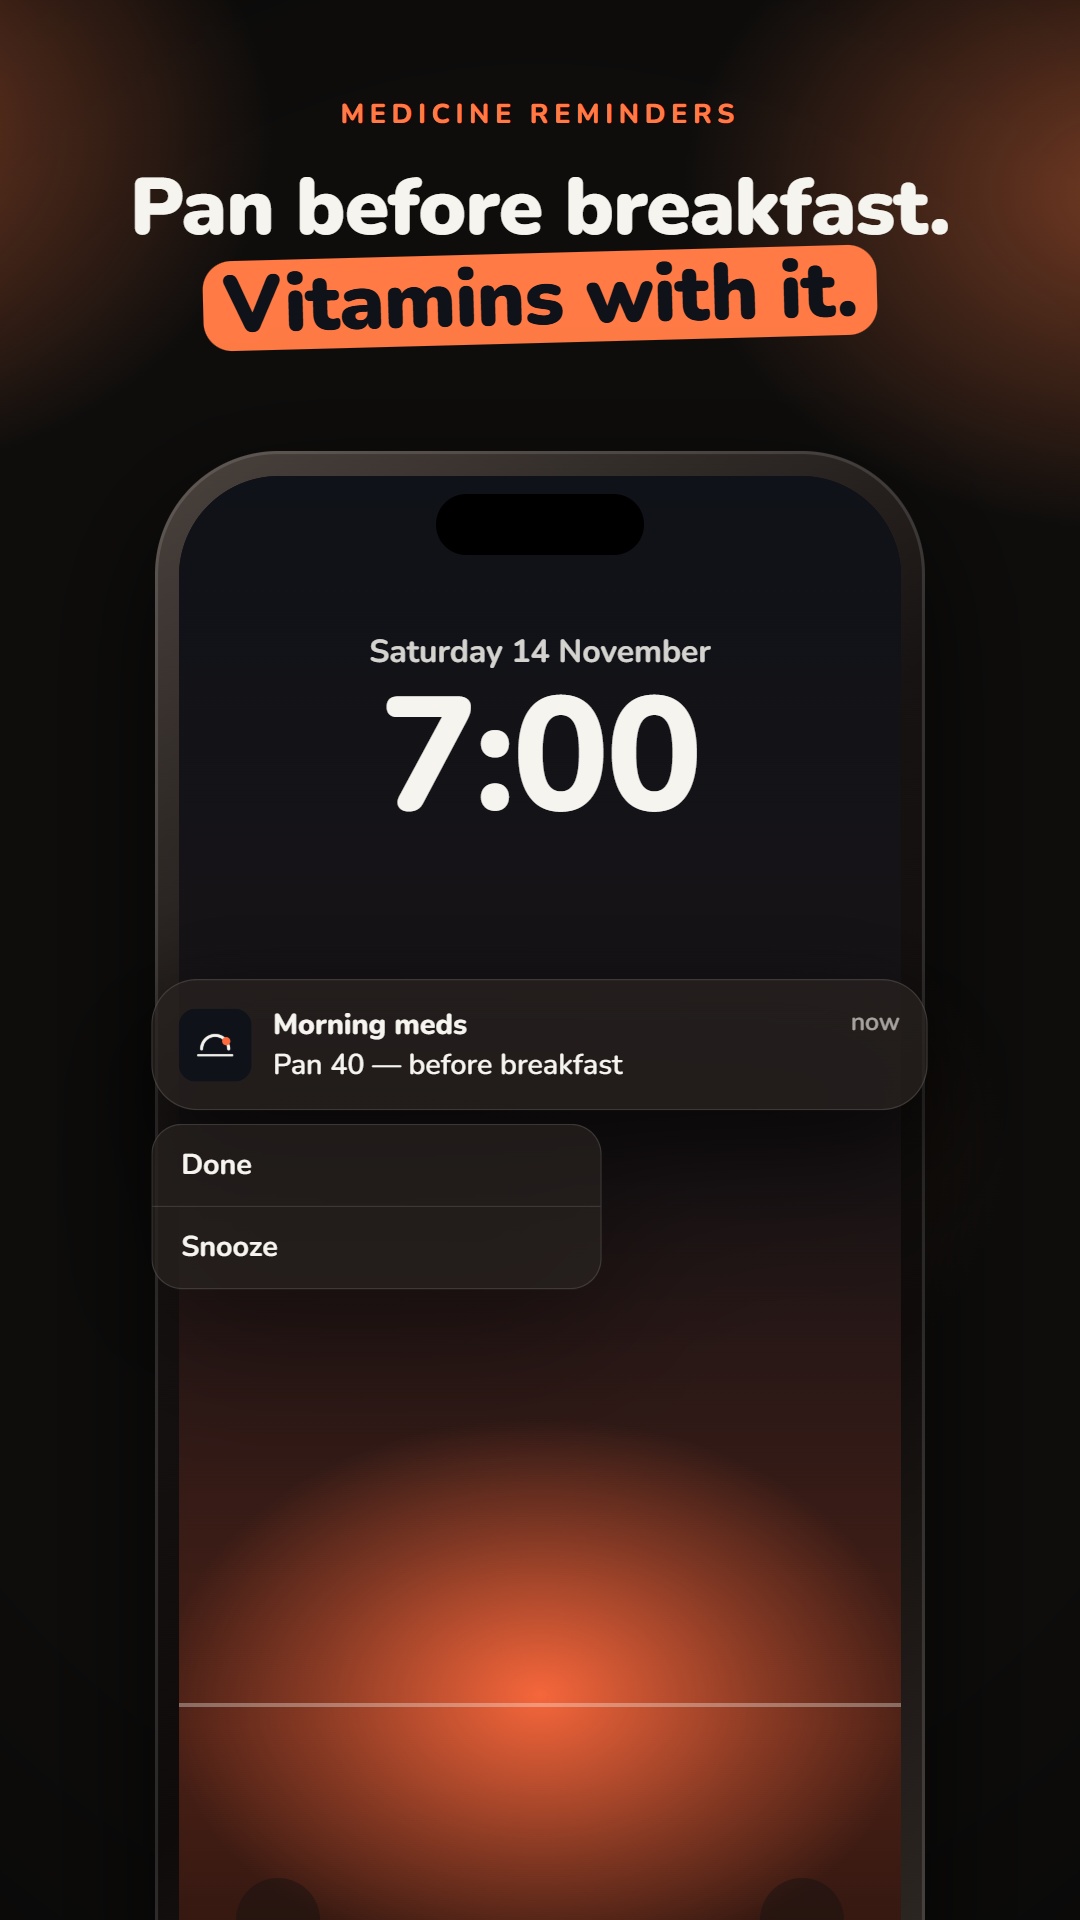 MEDICINE REMINDERS
Pan before breakfast.
Vitamins with it.
Saturday 14 November
7:00
Morning meds
now
Pan 40 — before breakfast
Done
Snooze